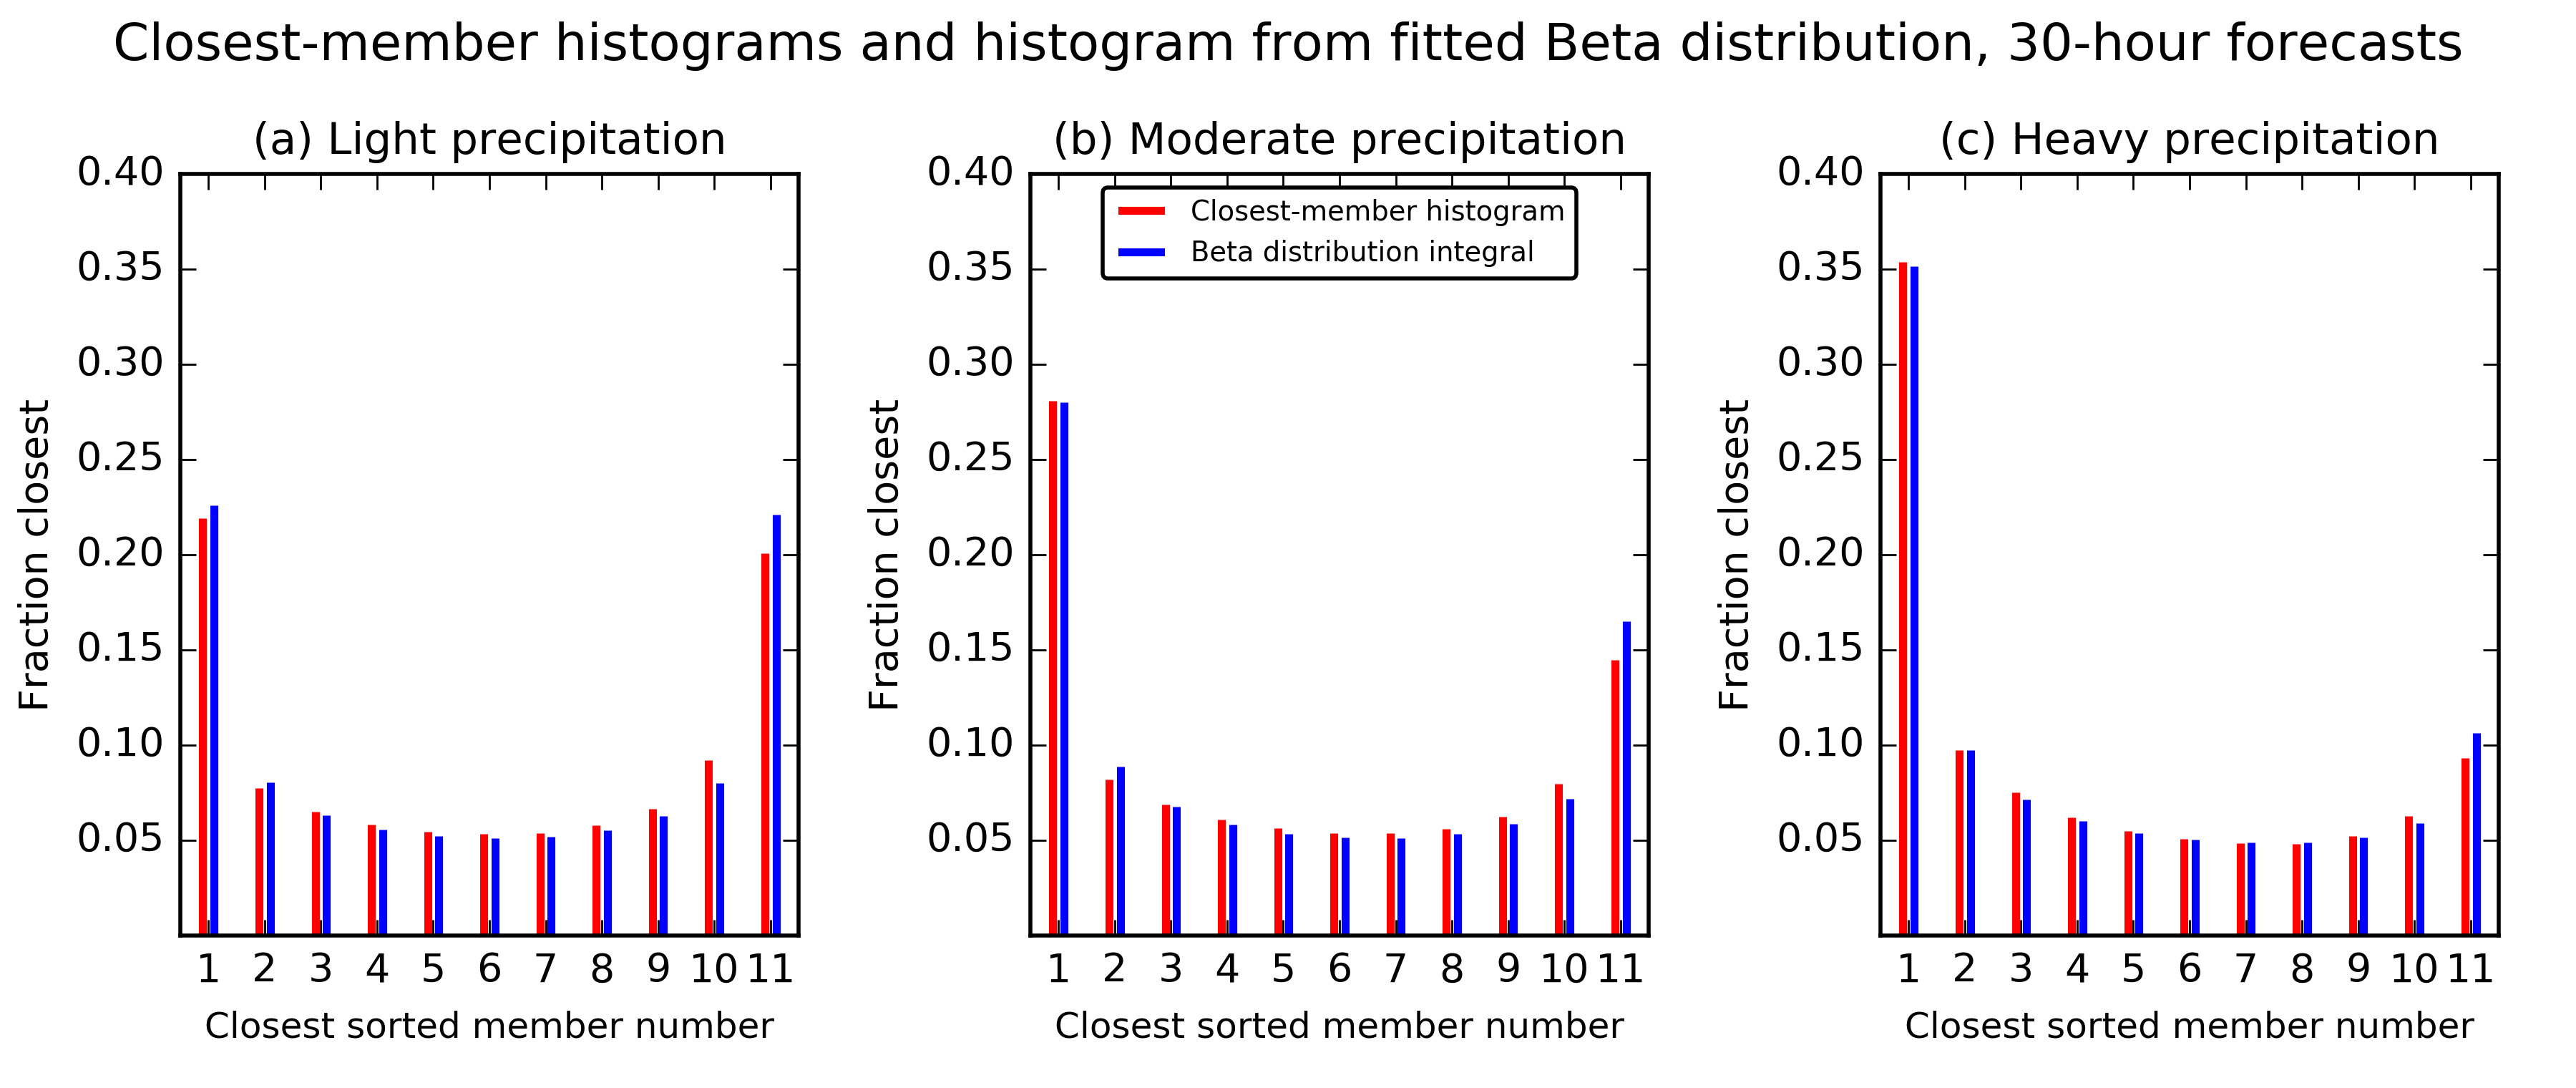 Closest-member histograms and histogram from fitted Beta distribution, 30-hour forecasts
(a) Light precipitation
0.40
0.35
0.30
0.25
0.20
0.15
0.10
0.05
Fraction closest
1 2 3 4 5 6 7 8 9 10 11
Closest sorted member number
(b) Moderate precipitation
Closest-member histogram
Beta distribution integral
0.40
0.35
0.30
0.25
0.20
0.15
0.10
0.05
Fraction closest
1 2 3 4 5 6 7 8 9 10 11
Closest sorted member number
(c) Heavy precipitation
0.40
0.35
0.30
0.25
0.20
0.15
0.10
0.05
Fraction closest
1 2 3 4 5 6 7 8 9 10 11
Closest sorted member number